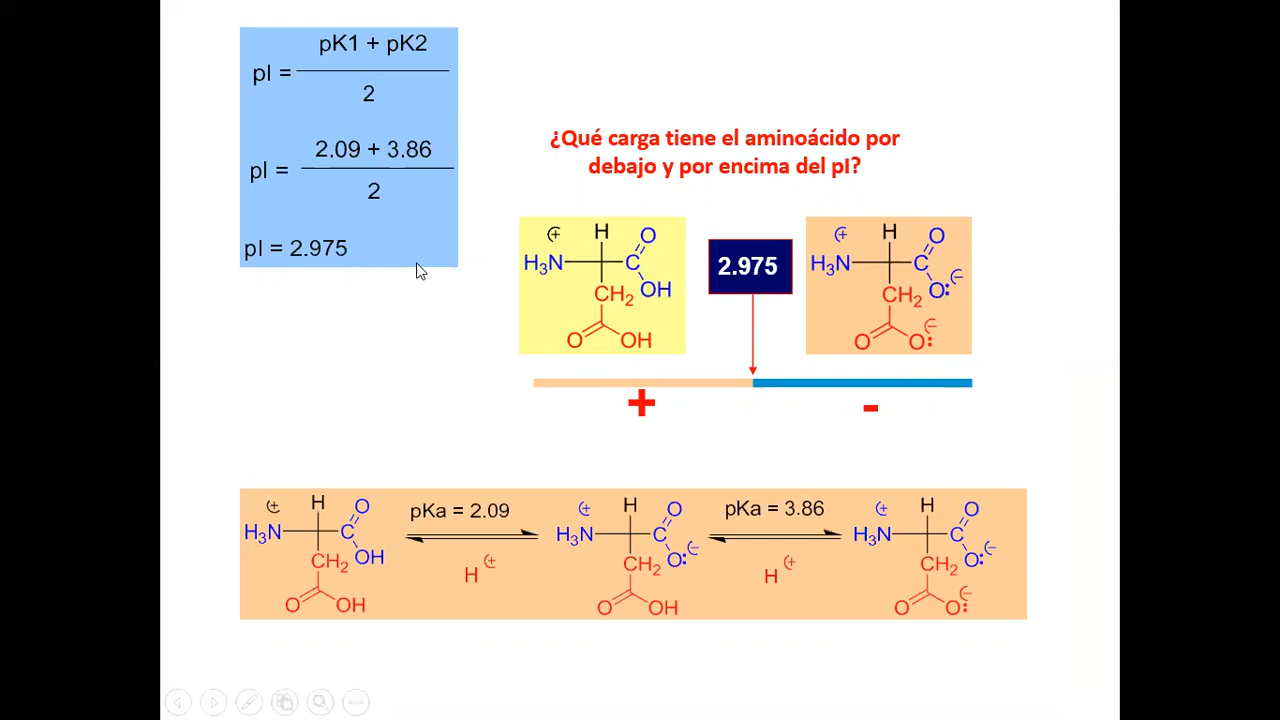 pK1 + pK2
pI =
2
2.09 + 3.86
pI =
2
pI = 2.975
¿Qué carga tiene el aminoácido por
debajo y por encima del pI?
(+ H O
H3N C
OH
CH2
O OH
2.975
(+ H O
H3N C (−
O:
CH2
(−
O O:
+ -
(+ H O
H3N C
OH
CH2
O OH
pKa = 2.09
H (+
(+ H O
H3N C (−
O:
CH2
O OH
pKa = 3.86
H (+
(+ H O
H3N C (−
O:
CH2
(−
O O: